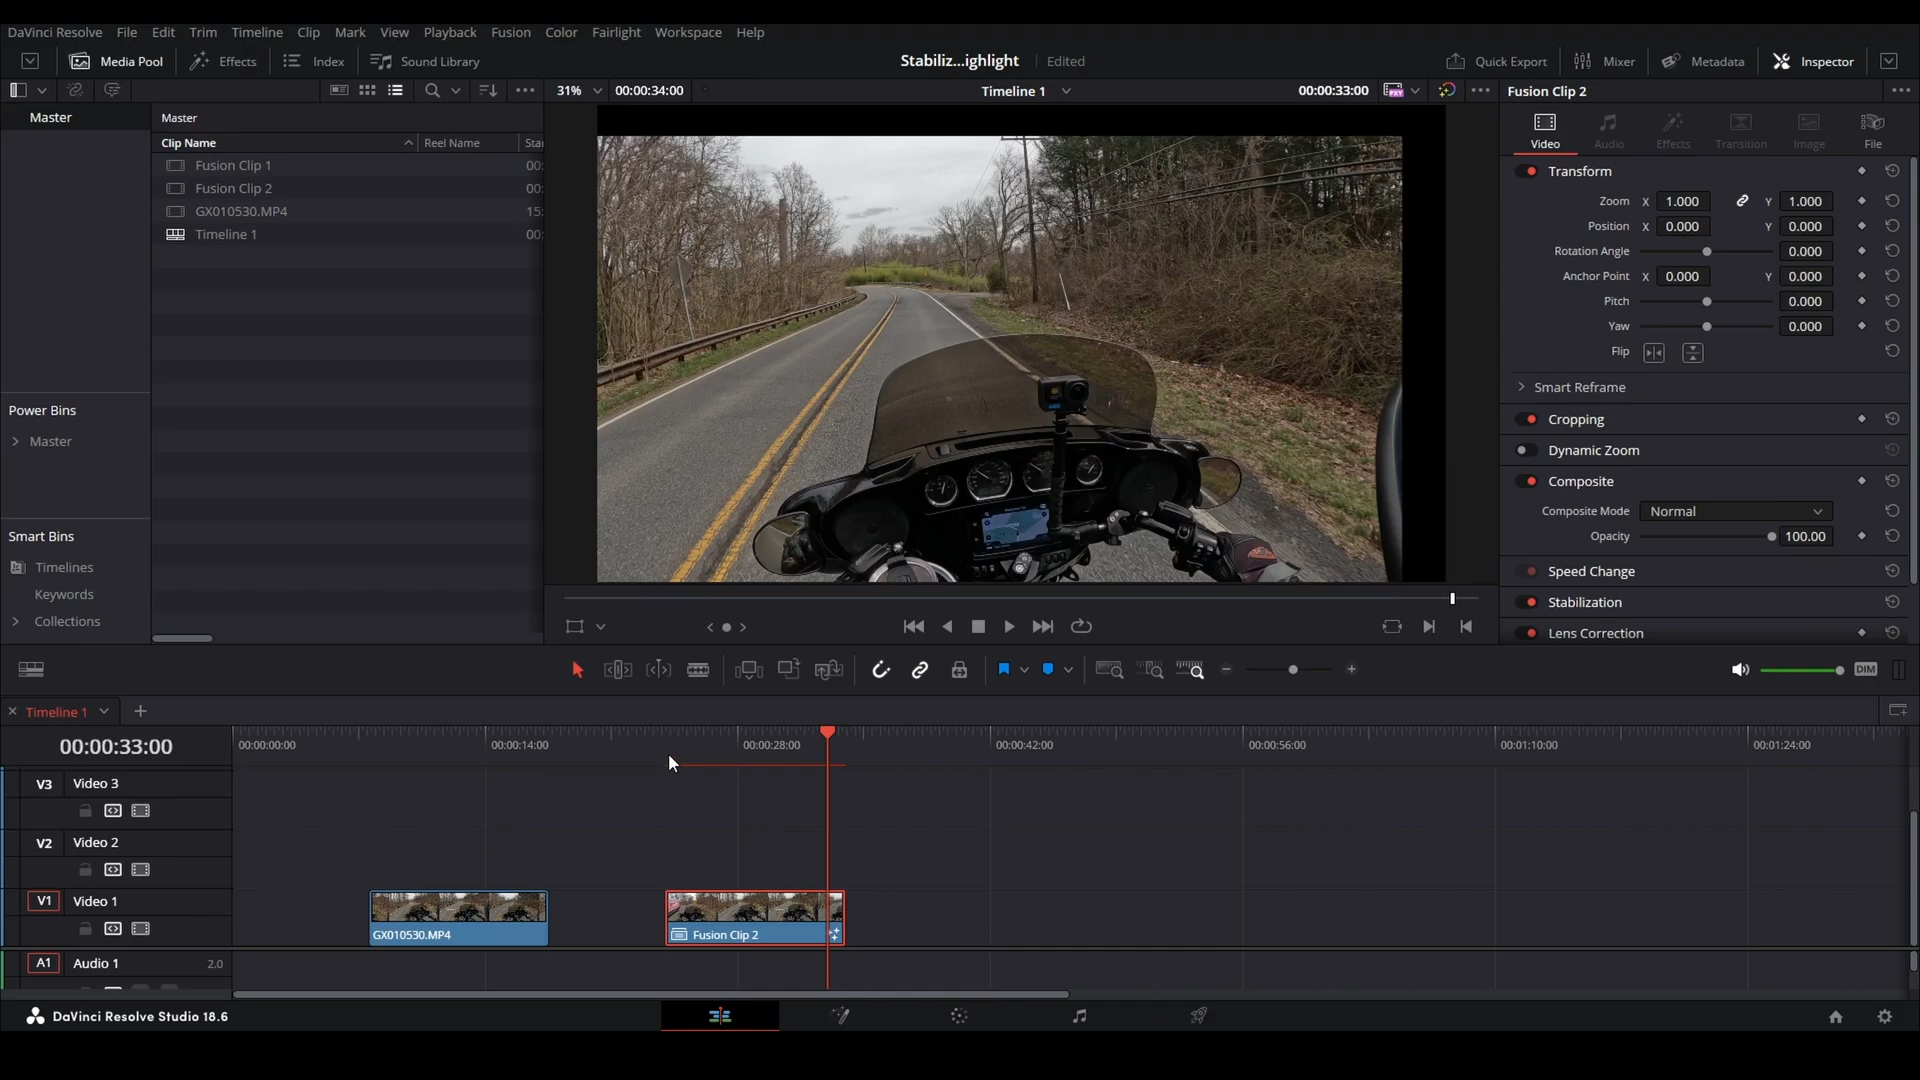 DaVinci Resolve File Edit Trim Timeline Clip Mark View Playback Fusion Color Fairlight Workspace Help
Media Pool Effects Index Sound Library Stabiliz...ighlight Edited Quick Export Mixer Metadata Inspector
31% 00:00:34:00 Timeline 1 00:00:33:00 Fusion Clip 2
Master Master
Clip Name Reel Name Star
Fusion Clip 1 00:
Fusion Clip 2 00:
GX010530.MP4 15:
Timeline 1 00:
Power Bins
Master
Smart Bins
Timelines
Keywords
Collections
Video Audio Effects Transition Image File
Transform
Zoom X 1.000 Y 1.000
Position X 0.000 Y 0.000
Rotation Angle 0.000
Anchor Point X 0.000 Y 0.000
Pitch 0.000
Yaw 0.000
Flip
Smart Reframe
Cropping
Dynamic Zoom
Composite
Composite Mode Normal
Opacity 100.00
Speed Change
Stabilization
Lens Correction
DIM
Timeline 1
00:00:33:00 00:00:00:00 00:00:14:00 00:00:28:00 00:00:42:00 00:00:56:00 00:01:10:00 00:01:24:00
V3 Video 3
V2 Video 2
V1 Video 1
GX010530.MP4 Fusion Clip 2
A1 Audio 1 2.0
DaVinci Resolve Studio 18.6